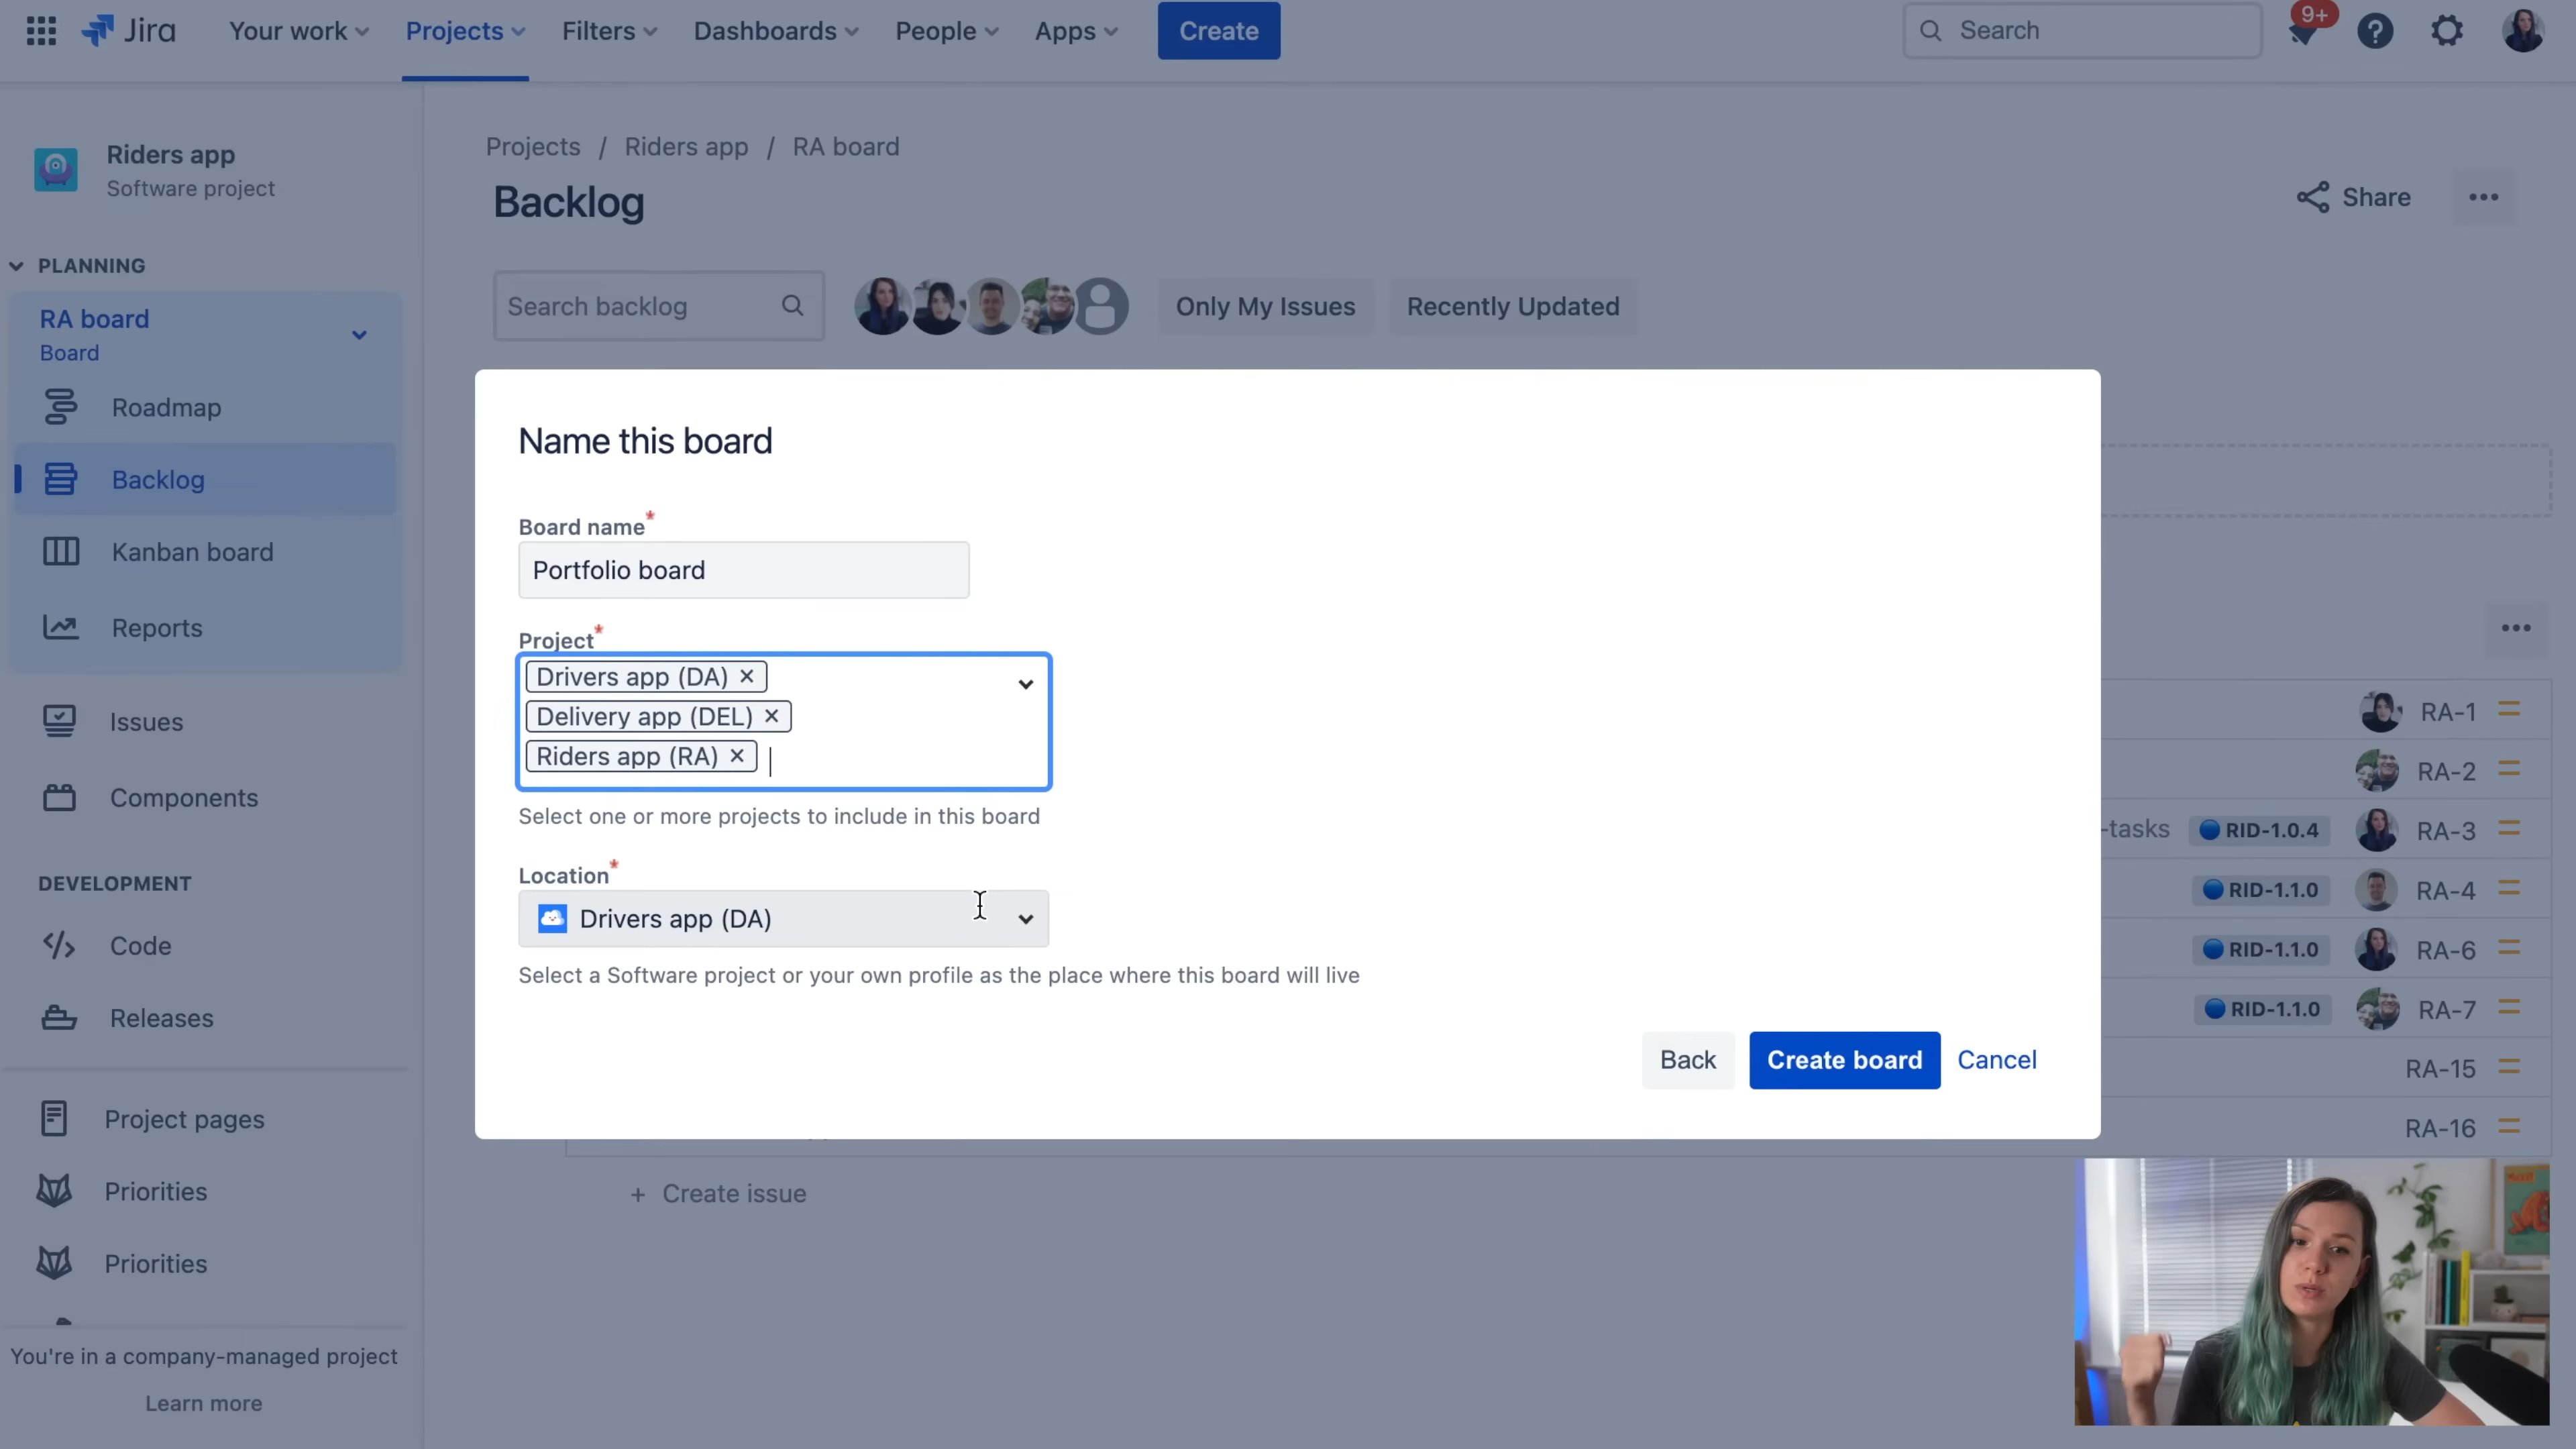 Jira
Your work
Projects
Filters
Dashboards
People
Apps
Create
Search
9+
Riders app
Software project
PLANNING
RA board
Board
Roadmap
Backlog
Kanban board
Reports
Issues
Components
DEVELOPMENT
Code
Releases
Project pages
Priorities
Priorities
You're in a company-managed project
Learn more
Projects / Riders app / RA board
Backlog
Share
Search backlog
Only My Issues
Recently Updated
Name this board
Board name*
Portfolio board
Project*
Drivers app (DA)
Delivery app (DEL)
Riders app (RA)
Select one or more projects to include in this board
Location*
Drivers app (DA)
Select a Software project or your own profile as the place where this board will live
Back
Create board
Cancel
RA-1
RA-2
-tasks RID-1.0.4 RA-3
RID-1.1.0 RA-4
RID-1.1.0 RA-6
RID-1.1.0 RA-7
RA-15
RA-16
+ Create issue